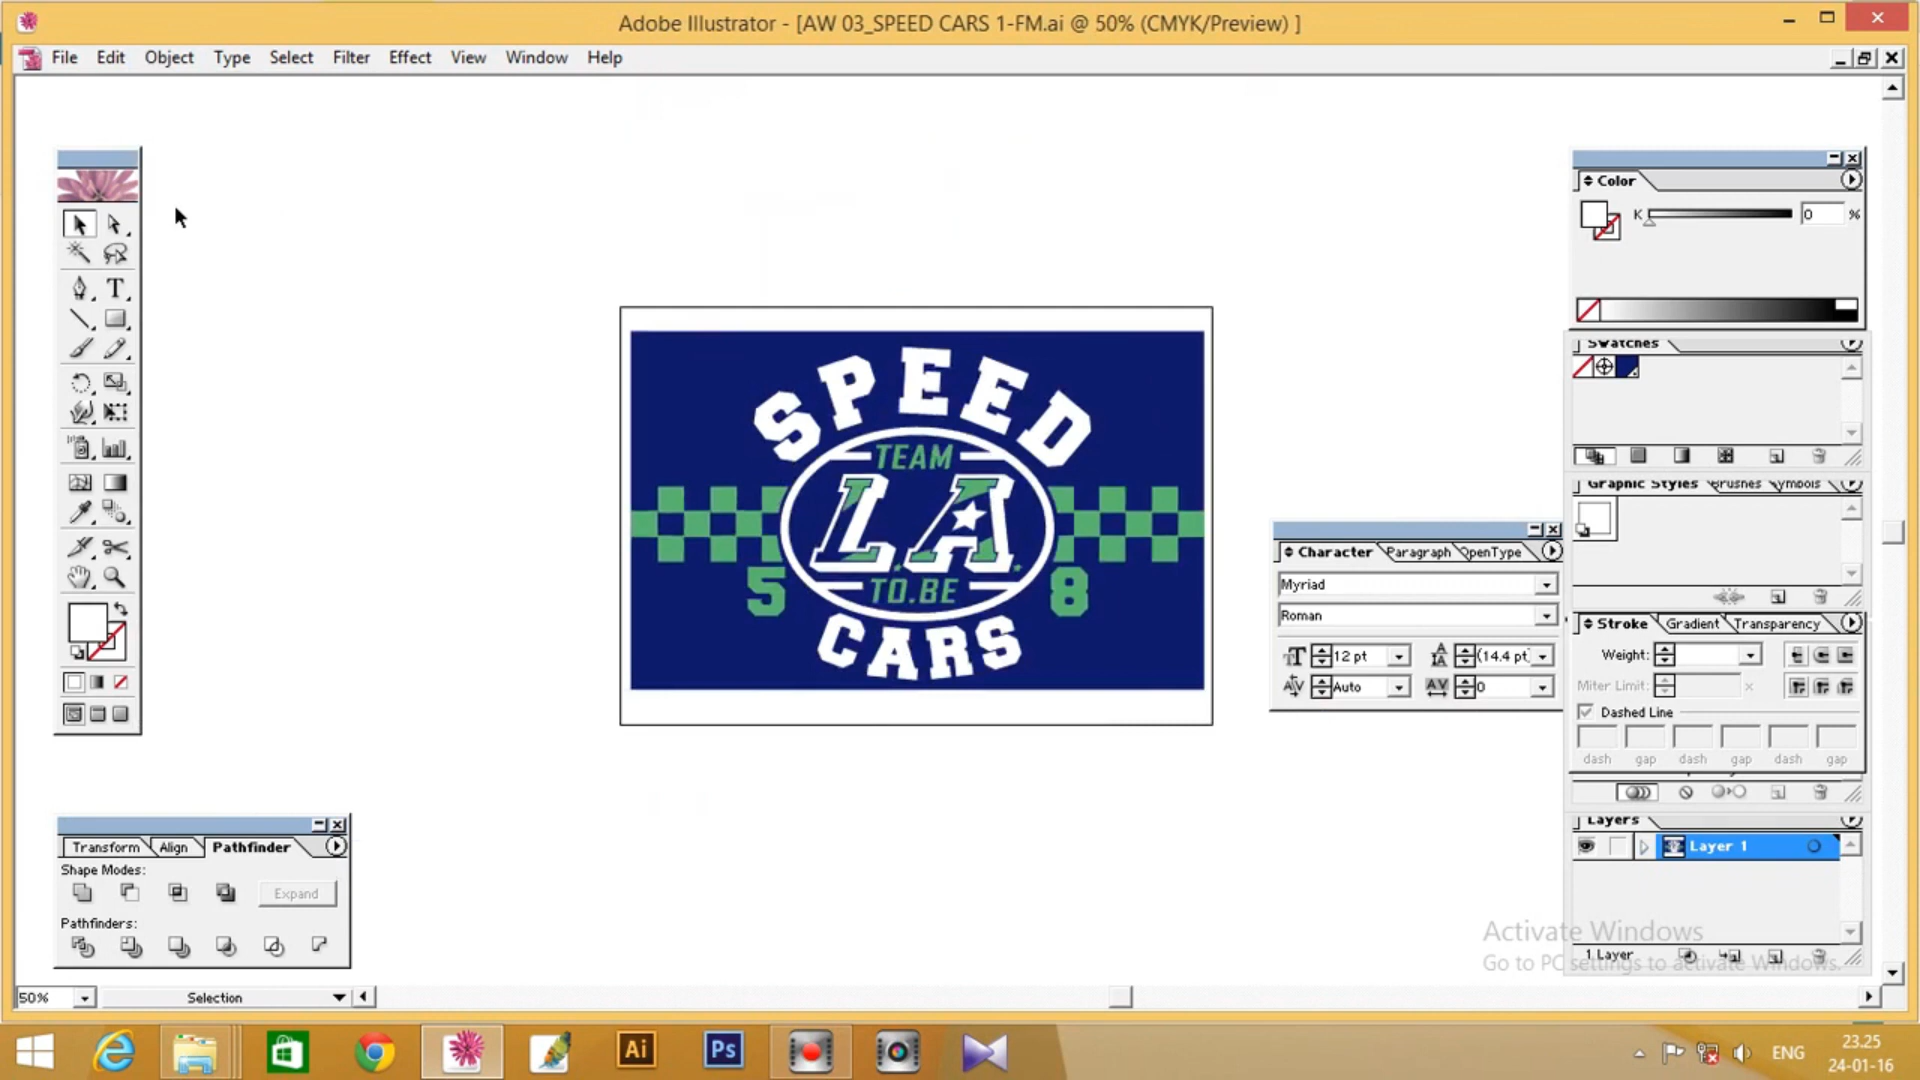 Adobe Illustrator - [AW 03_SPEED CARS 1-FM.ai @ 50% (CMYK/Preview) ]
File Edit Object Type Select Filter Effect View Window Help
Color
K 0 %
Swatches
SPEED
TEAM
L.A.
TO.BE
5 8
CARS
Graphic Styles Brushes Symbols
Character Paragraph OpenType
Myriad
Roman
12 pt (14.4 pt)
Auto 0
Stroke Gradient Transparency
Weight:
Miter Limit: x
Dashed Line
dash gap dash gap dash gap
Transform Align Pathfinder
Shape Modes:
Expand
Pathfinders:
Layers
Layer 1
1 Layer
Activate Windows
Go to PC settings to activate Windows.
50% Selection
Ai Ps
ENG
23.25
24-01-16